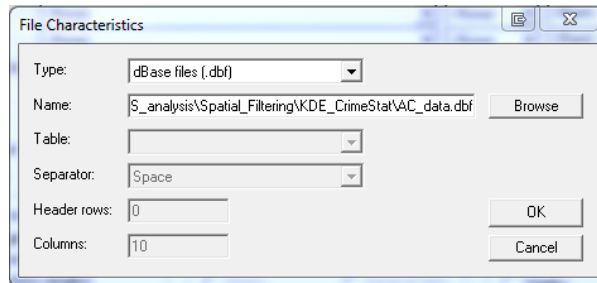 File Characteristics
Type: dBase files (.dbf)
Name: S_analysis\Spatial_Filtering\KDE_CrimeStat\AC_data.dbf Browse
Table:
Separator: Space
Header rows: 0 OK
Columns: 10 Cancel